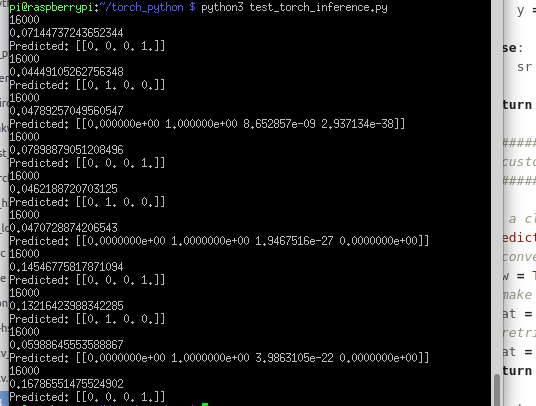 pi@raspberrypi:~/torch_python $ python3 test_torch_inference.py
16000
0.07144737243652344
Predicted: [[0. 0. 0. 1.]]
16000
0.04449105262756348
Predicted: [[0. 1. 0. 0.]]
16000
0.04789257049560547
Predicted: [[0.000000e+00 1.000000e+00 8.652857e-09 2.937134e-38]]
16000
0.07898879051208496
Predicted: [[0. 0. 0. 1.]]
16000
0.0462188720703125
Predicted: [[0. 1. 0. 0.]]
16000
0.0470728874206543
Predicted: [[0.0000000e+00 1.0000000e+00 1.9467516e-27 0.0000000e+00]]
16000
0.14546775817871094
Predicted: [[0. 0. 0. 1.]]
16000
0.13216423988342285
Predicted: [[0. 1. 0. 0.]]
16000
0.05988645553588867
Predicted: [[0.0000000e+00 1.0000000e+00 3.9863105e-22 0.0000000e+00]]
16000
0.16786551475524902
Predicted: [[0. 0. 0. 1.]]
y =
se:
sr
turn
#####
custo
#####
a cl
edict
conve
w = T
make
at =
retri
at =
turn